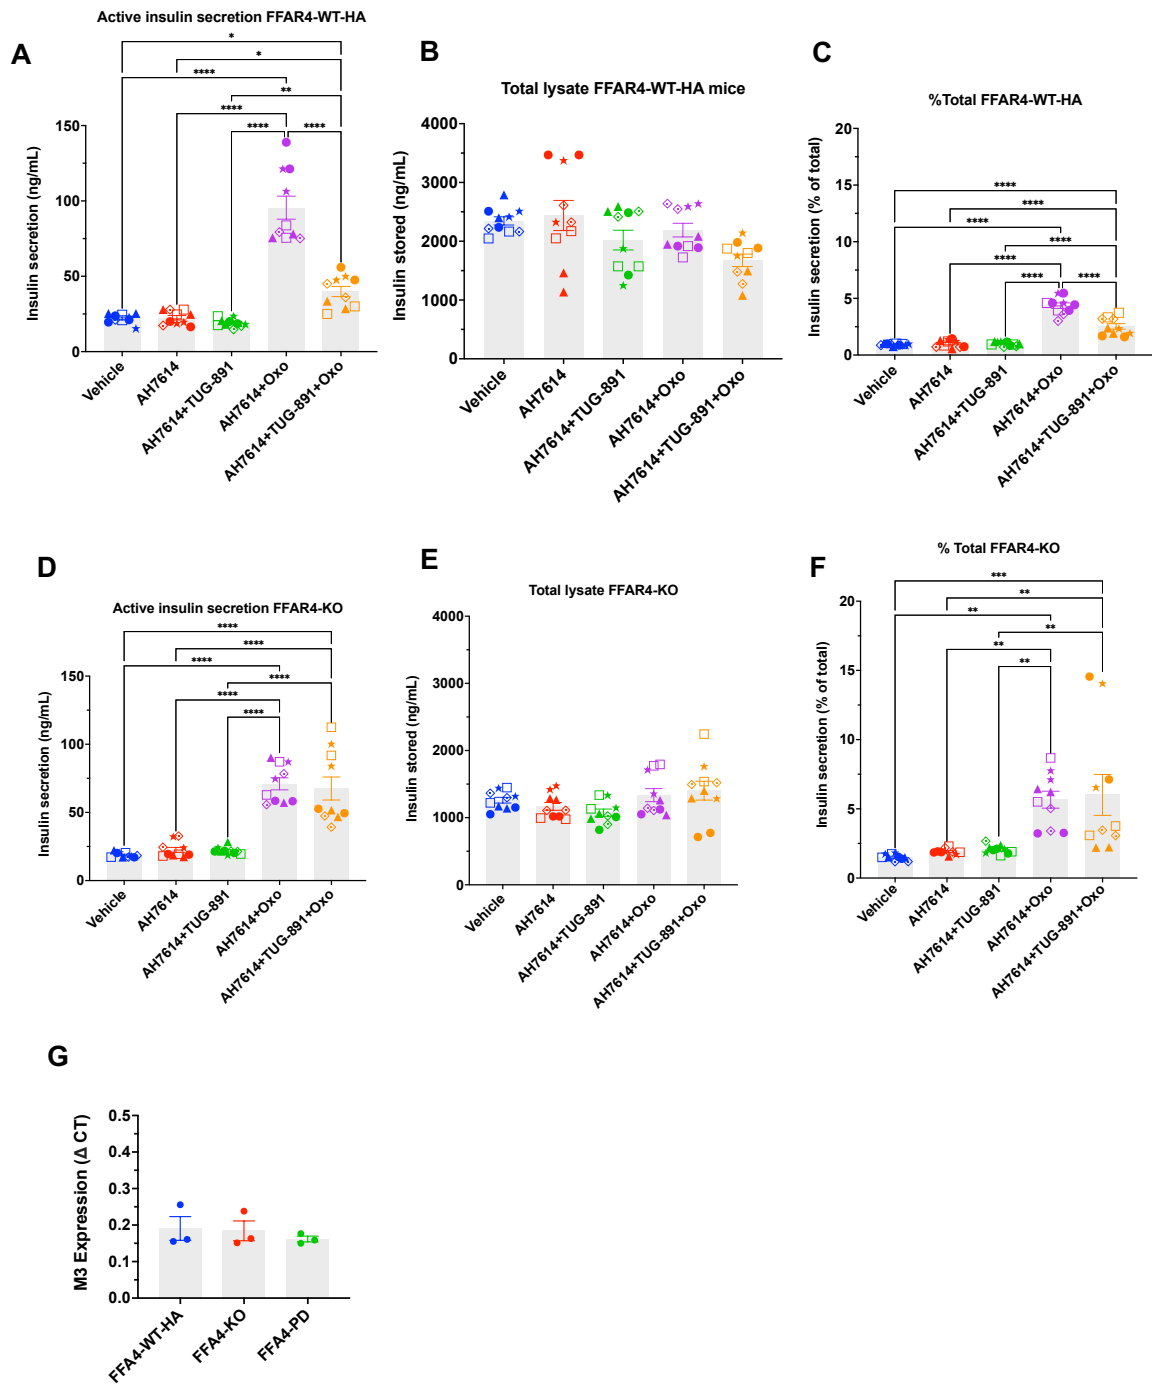 Active insulin secretion FFAR4-WT-HA
A
*
*
****
**
****
****
****
Insulin secretion (ng/mL)
150
100
50
0
Vehicle
AH7614
AH7614+TUG-891
AH7614+Oxo
AH7614+TUG-891+Oxo
B
Total lysate FFAR4-WT-HA mice
Insulin stored (ng/mL)
4000
3000
2000
1000
0
Vehicle
AH7614
AH7614+TUG-891
AH7614+Oxo
AH7614+TUG-891+Oxo
C
%Total FFAR4-WT-HA
****
****
****
****
****
****
****
Insulin secretion (% of total)
20
15
10
5
0
Vehicle
AH7614
AH7614+TUG-891
AH7614+Oxo
AH7614+TUG-891+Oxo
D
Active insulin secretion FFAR4-KO
****
****
****
****
****
****
Insulin secretion (ng/mL)
150
100
50
0
Vehicle
AH7614
AH7614+TUG-891
AH7614+Oxo
AH7614+TUG-891+Oxo
E
Total lysate FFAR4-KO
Insulin stored (ng/mL)
4000
3000
2000
1000
0
Vehicle
AH7614
AH7614+TUG-891
AH7614+Oxo
AH7614+TUG-891+Oxo
F
% Total FFAR4-KO
***
**
**
**
**
**
Insulin secretion (% of total)
20
15
10
5
0
Vehicle
AH7614
AH7614+TUG-891
AH7614+Oxo
AH7614+TUG-891+Oxo
G
M3 Expression (Δ CT)
0.5
0.4
0.3
0.2
0.1
0.0
FFA4-WT-HA
FFA4-KO
FFA4-PD